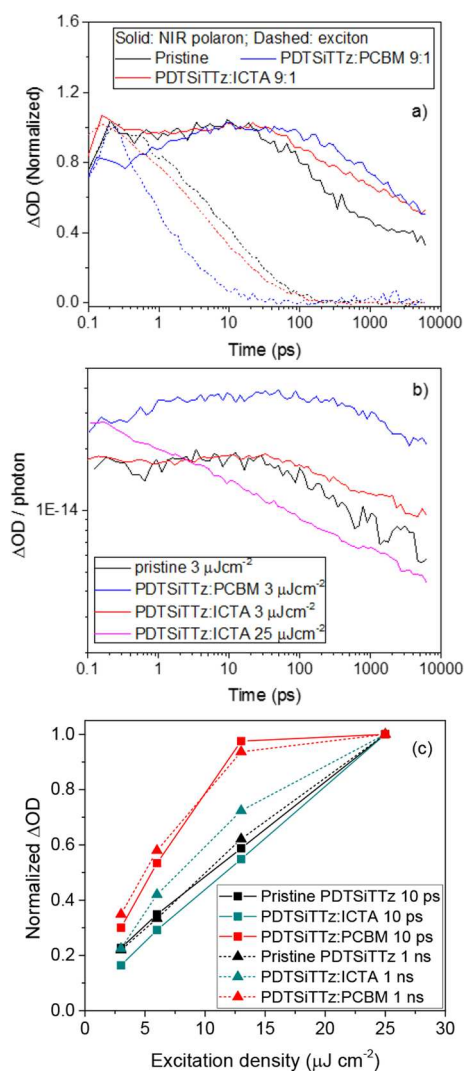 Solid: NIR polaron; Dashed: exciton
Pristine PDTSiTTz:PCBM 9:1
PDTSiTTz:ICTA 9:1
a)
1.6
1.2
0.8
0.4
0.0
ΔOD (Normalized)
0.1 1 10 100 1000 10000
Time (ps)
b)
1E-14
ΔOD / photon
pristine 3 μJcm-2
PDTSiTTz:PCBM 3 μJcm-2
PDTSiTTz:ICTA 3 μJcm-2
PDTSiTTz:ICTA 25 μJcm-2
0.1 1 10 100 1000 10000
Time (ps)
(c)
1.0
0.8
0.6
0.4
0.2
0.0
Normalized ΔOD
Pristine PDTSiTTz 10 ps
PDTSiTTz:ICTA 10 ps
PDTSiTTz:PCBM 10 ps
Pristine PDTSiTTz 1 ns
PDTSiTTz:ICTA 1 ns
PDTSiTTz:PCBM 1 ns
0 5 10 15 20 25 30
Excitation density (μJ cm-2)